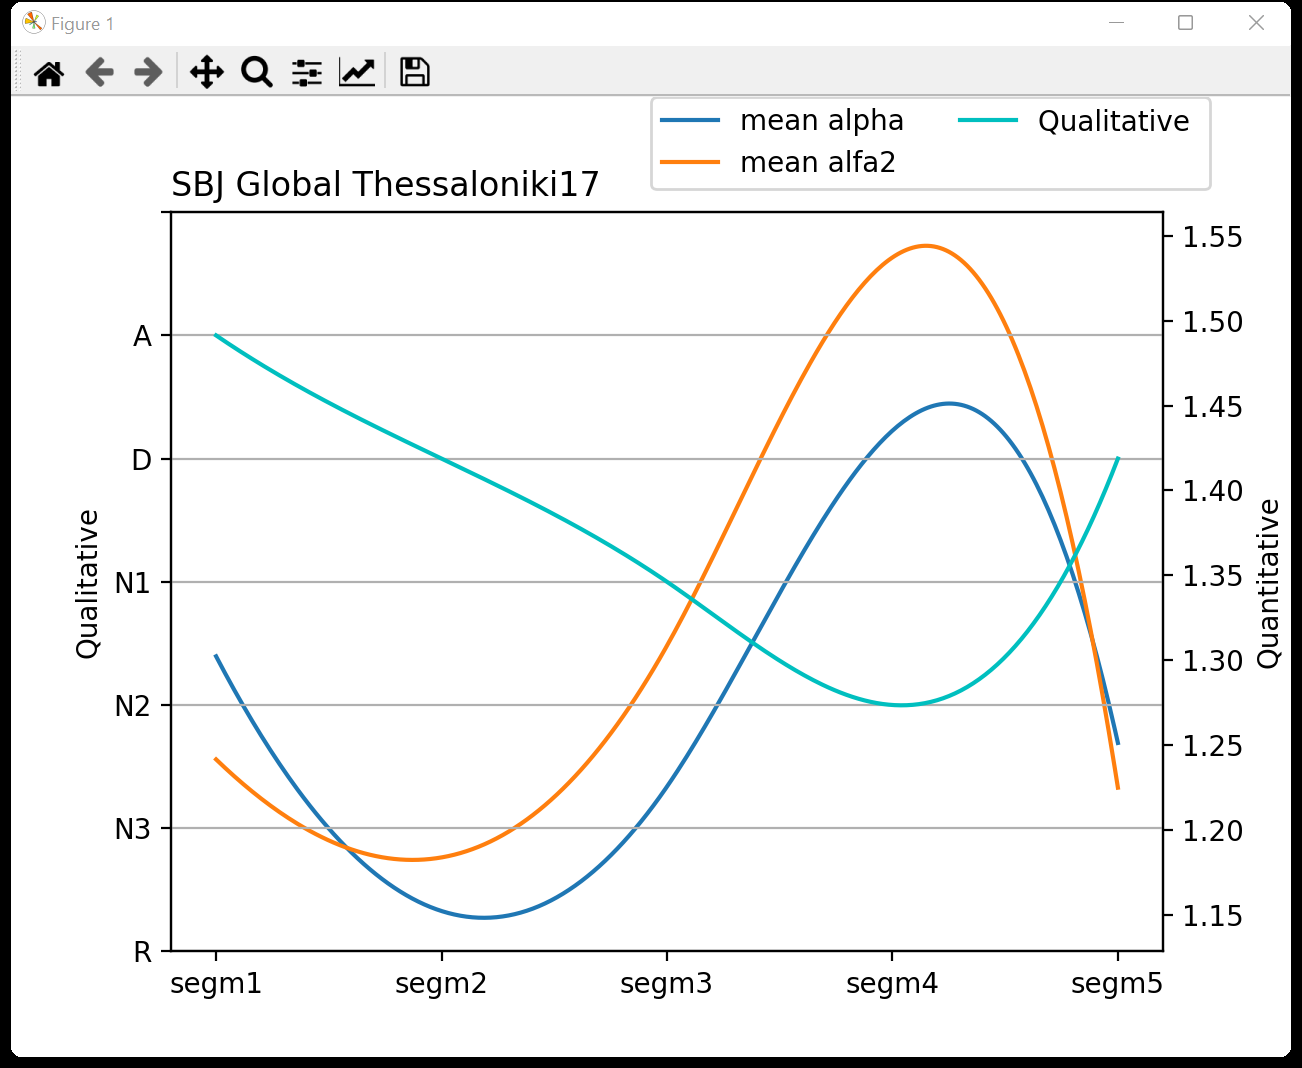 Figure 1
mean alpha
mean alfa2
Qualitative
SBJ Global Thessaloniki17
A
D
N1
N2
N3
R
Qualitative
1.55
1.50
1.45
1.40
1.35
1.30
1.25
1.20
1.15
Quantitative
segm1 segm2 segm3 segm4 segm5